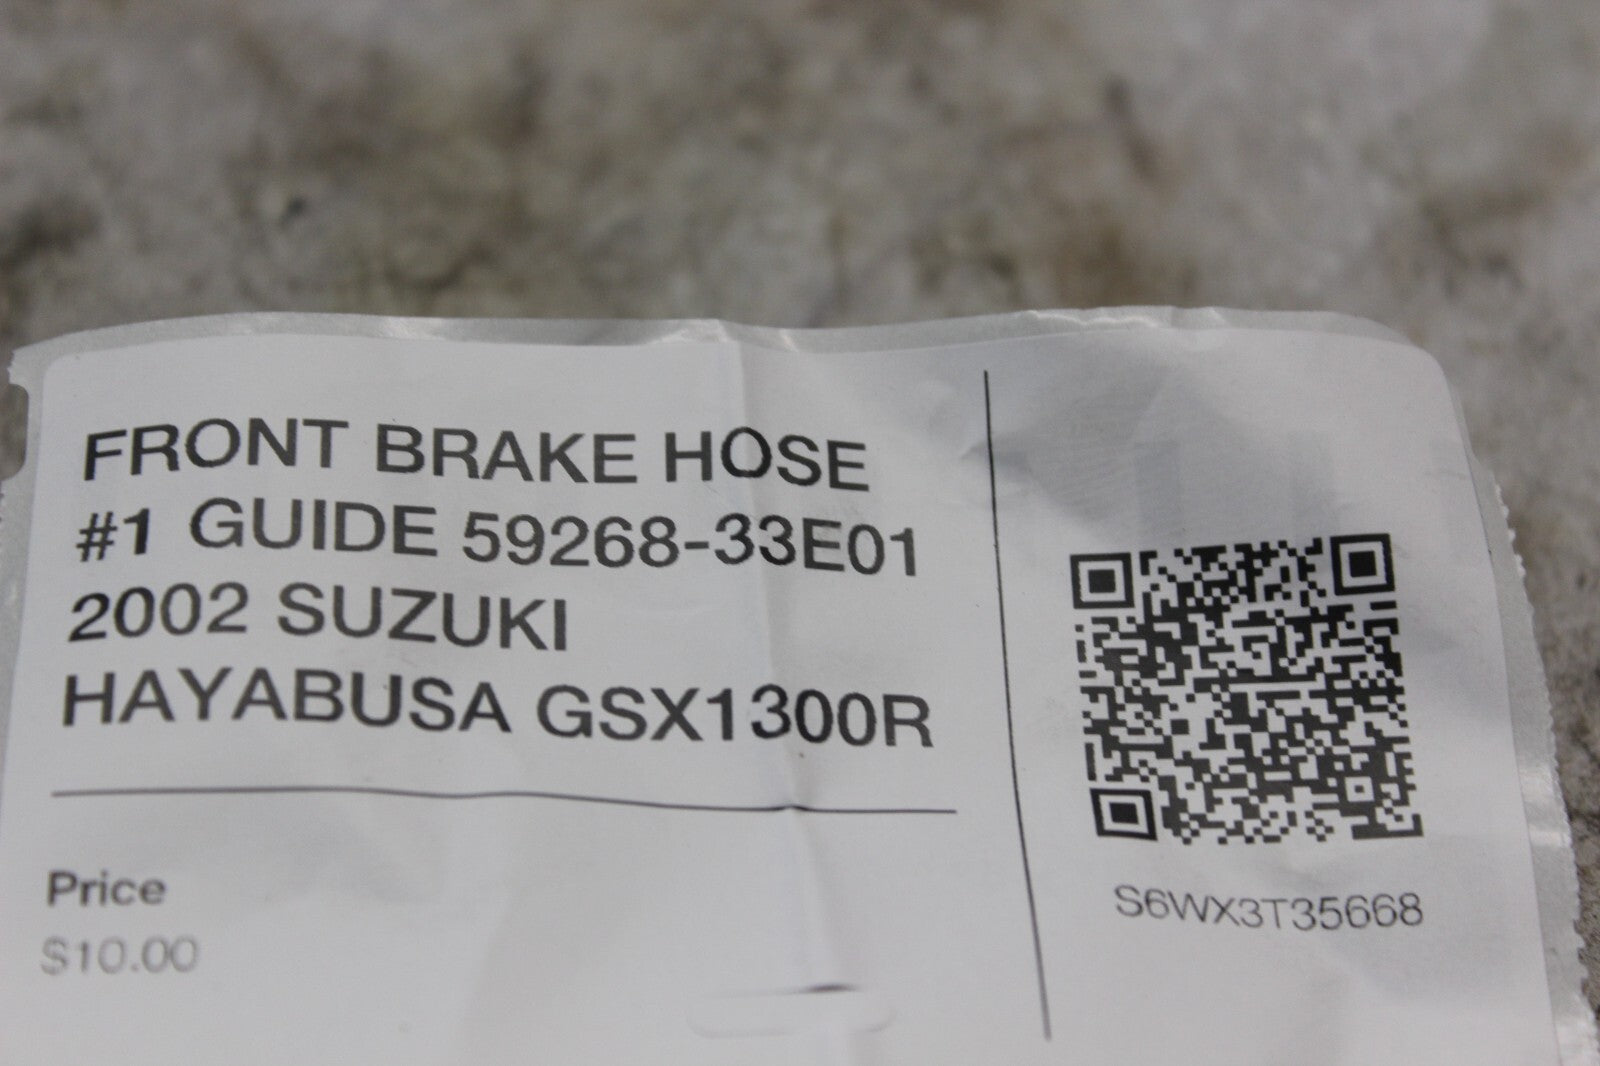 FRONT BRAKE HOSE
#1 GUIDE 59268-33E01
2002 SUZUKI
HAYABUSA GSX1300R
Price
$10.00
S6WX3T35668